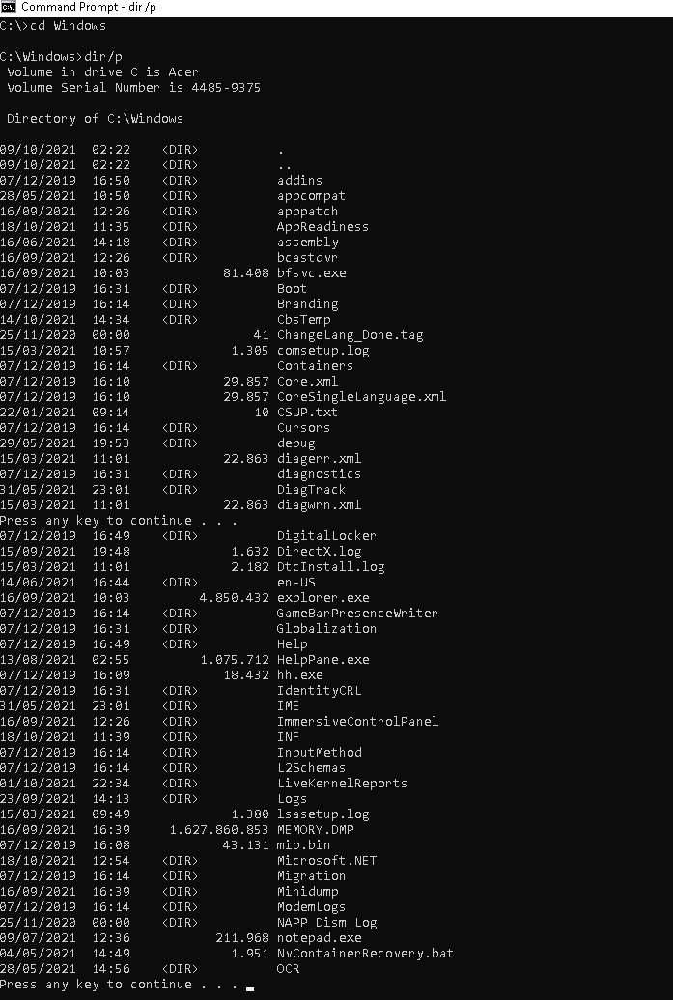 Command Prompt - dir /p
C:\>cd Windows
C:\Windows>dir/p
Volume in drive C is Acer
Volume Serial Number is 4485-9375
Directory of C:\Windows
09/10/2021  02:22    <DIR>          .
09/10/2021  02:22    <DIR>          ..
07/12/2019  16:50    <DIR>          addins
28/05/2021  10:50    <DIR>          appcompat
16/09/2021  12:26    <DIR>          apppatch
18/10/2021  11:35    <DIR>          AppReadiness
16/06/2021  14:18    <DIR>          assembly
16/09/2021  12:26    <DIR>          bcastdvr
16/09/2021  10:03            81.408 bfsvc.exe
07/12/2019  16:31    <DIR>          Boot
07/12/2019  16:14    <DIR>          Branding
14/10/2021  14:34    <DIR>          CbsTemp
25/11/2020  00:00                41 ChangeLang_Done.tag
15/03/2021  10:57             1.305 comsetup.log
07/12/2019  16:14    <DIR>          Containers
07/12/2019  16:10            29.857 Core.xml
07/12/2019  16:10            29.857 CoreSingleLanguage.xml
22/01/2021  09:14                10 CSUP.txt
07/12/2019  16:14    <DIR>          Cursors
29/05/2021  19:53    <DIR>          debug
15/03/2021  11:01            22.863 diagerr.xml
07/12/2019  16:31    <DIR>          diagnostics
31/05/2021  23:01    <DIR>          DiagTrack
15/03/2021  11:01            22.863 diagwrn.xml
Press any key to continue . . .
07/12/2019  16:49    <DIR>          DigitalLocker
15/09/2021  19:48             1.632 DirectX.log
15/03/2021  11:01             2.182 DtcInstall.log
14/06/2021  16:44    <DIR>          en-US
16/09/2021  10:03         4.850.432 explorer.exe
07/12/2019  16:14    <DIR>          GameBarPresenceWriter
07/12/2019  16:31    <DIR>          Globalization
07/12/2019  16:49    <DIR>          Help
13/08/2021  02:55         1.075.712 HelpPane.exe
07/12/2019  16:09            18.432 hh.exe
07/12/2019  16:31    <DIR>          IdentityCRL
31/05/2021  23:01    <DIR>          IME
16/09/2021  12:26    <DIR>          ImmersiveControlPanel
18/10/2021  11:39    <DIR>          INF
07/12/2019  16:14    <DIR>          InputMethod
07/12/2019  16:14    <DIR>          L2Schemas
01/10/2021  22:34    <DIR>          LiveKernelReports
23/09/2021  14:13    <DIR>          Logs
15/03/2021  09:49             1.380 lsasetup.log
16/09/2021  16:39     1.627.860.853 MEMORY.DMP
07/12/2019  16:08            43.131 mib.bin
18/10/2021  12:54    <DIR>          Microsoft.NET
07/12/2019  16:14    <DIR>          Migration
16/09/2021  16:39    <DIR>          Minidump
07/12/2019  16:14    <DIR>          ModemLogs
25/11/2020  00:00    <DIR>          NAPP_Dism_Log
09/07/2021  12:36           211.968 notepad.exe
04/05/2021  14:49             1.951 NvContainerRecovery.bat
28/05/2021  14:56    <DIR>          OCR
Press any key to continue . . .